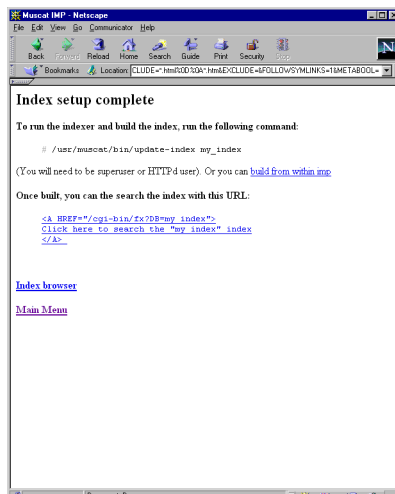 Muscat IMP - Netscape
File Edit View Go Communicator Help
Back Forward Reload Home Search Guide Print Security Stop
N
Bookmarks Location: CLUDE=*.html%0D%0A*.htm&EXCLUDE=&FOLLOWSYMLINKS=1&METABOOL=
Index setup complete
To run the indexer and build the index, run the following command:
# /usr/muscat/bin/update-index my_index
(You will need to be superuser or HTTPd user). Or you can build from within imp
Once built, you can the search the index with this URL:
<A HREF="/cgi-bin/fx?DB=my_index">
Click here to search the "my index" index
</A>
Index browser
Main Menu